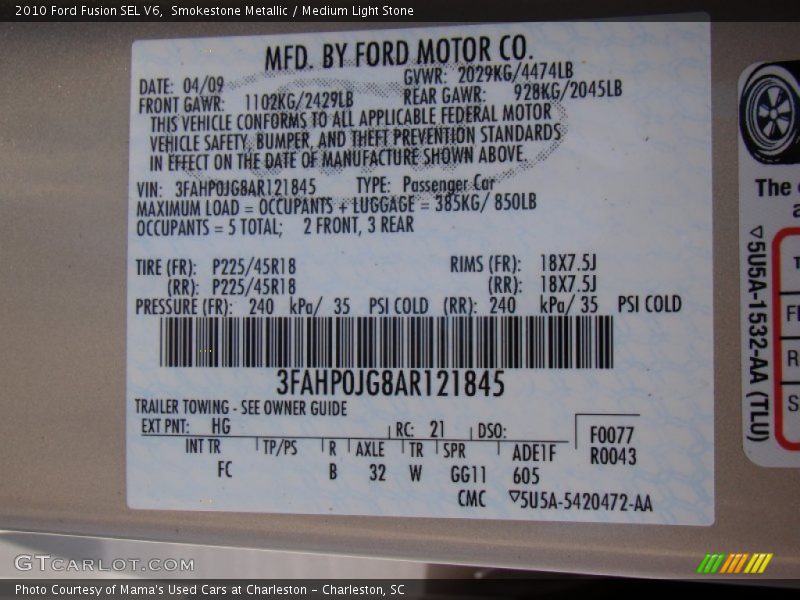 2010 Ford Fusion SEL V6, Smokestone Metallic / Medium Light Stone
MFD. BY FORD MOTOR CO.
DATE: 04/09 GVWR: 2029KG/4474LB
FRONT GAWR: 1102KG/2429LB REAR GAWR: 928KG/2045LB
THIS VEHICLE CONFORMS TO ALL APPLICABLE FEDERAL MOTOR
VEHICLE SAFETY, BUMPER, AND THEFT PREVENTION STANDARDS
IN EFFECT ON THE DATE OF MANUFACTURE SHOWN ABOVE.
VIN: 3FAHP0JG8AR121845 TYPE: Passenger Car
MAXIMUM LOAD = OCCUPANTS + LUGGAGE = 385KG/ 850LB
OCCUPANTS = 5 TOTAL; 2 FRONT, 3 REAR
TIRE (FR): P225/45R18 RIMS (FR): 18X7.5J
(RR): P225/45R18 (RR): 18X7.5J
PRESSURE (FR): 240 kPa/ 35 PSI COLD (RR): 240 kPa/ 35 PSI COLD
3FAHP0JG8AR121845
TRAILER TOWING - SEE OWNER GUIDE
EXT PNT: HG RC: 21 DSO: F0077
INT TR TP/PS R AXLE TR SPR ADE1F R0043
FC B 32 W GG11 605
CMC ▽5U5A-5420472-AA
The
▽5U5A-1532-AA (TLU)
GTCARLOT.COM
Photo Courtesy of Mama's Used Cars at Charleston - Charleston, SC